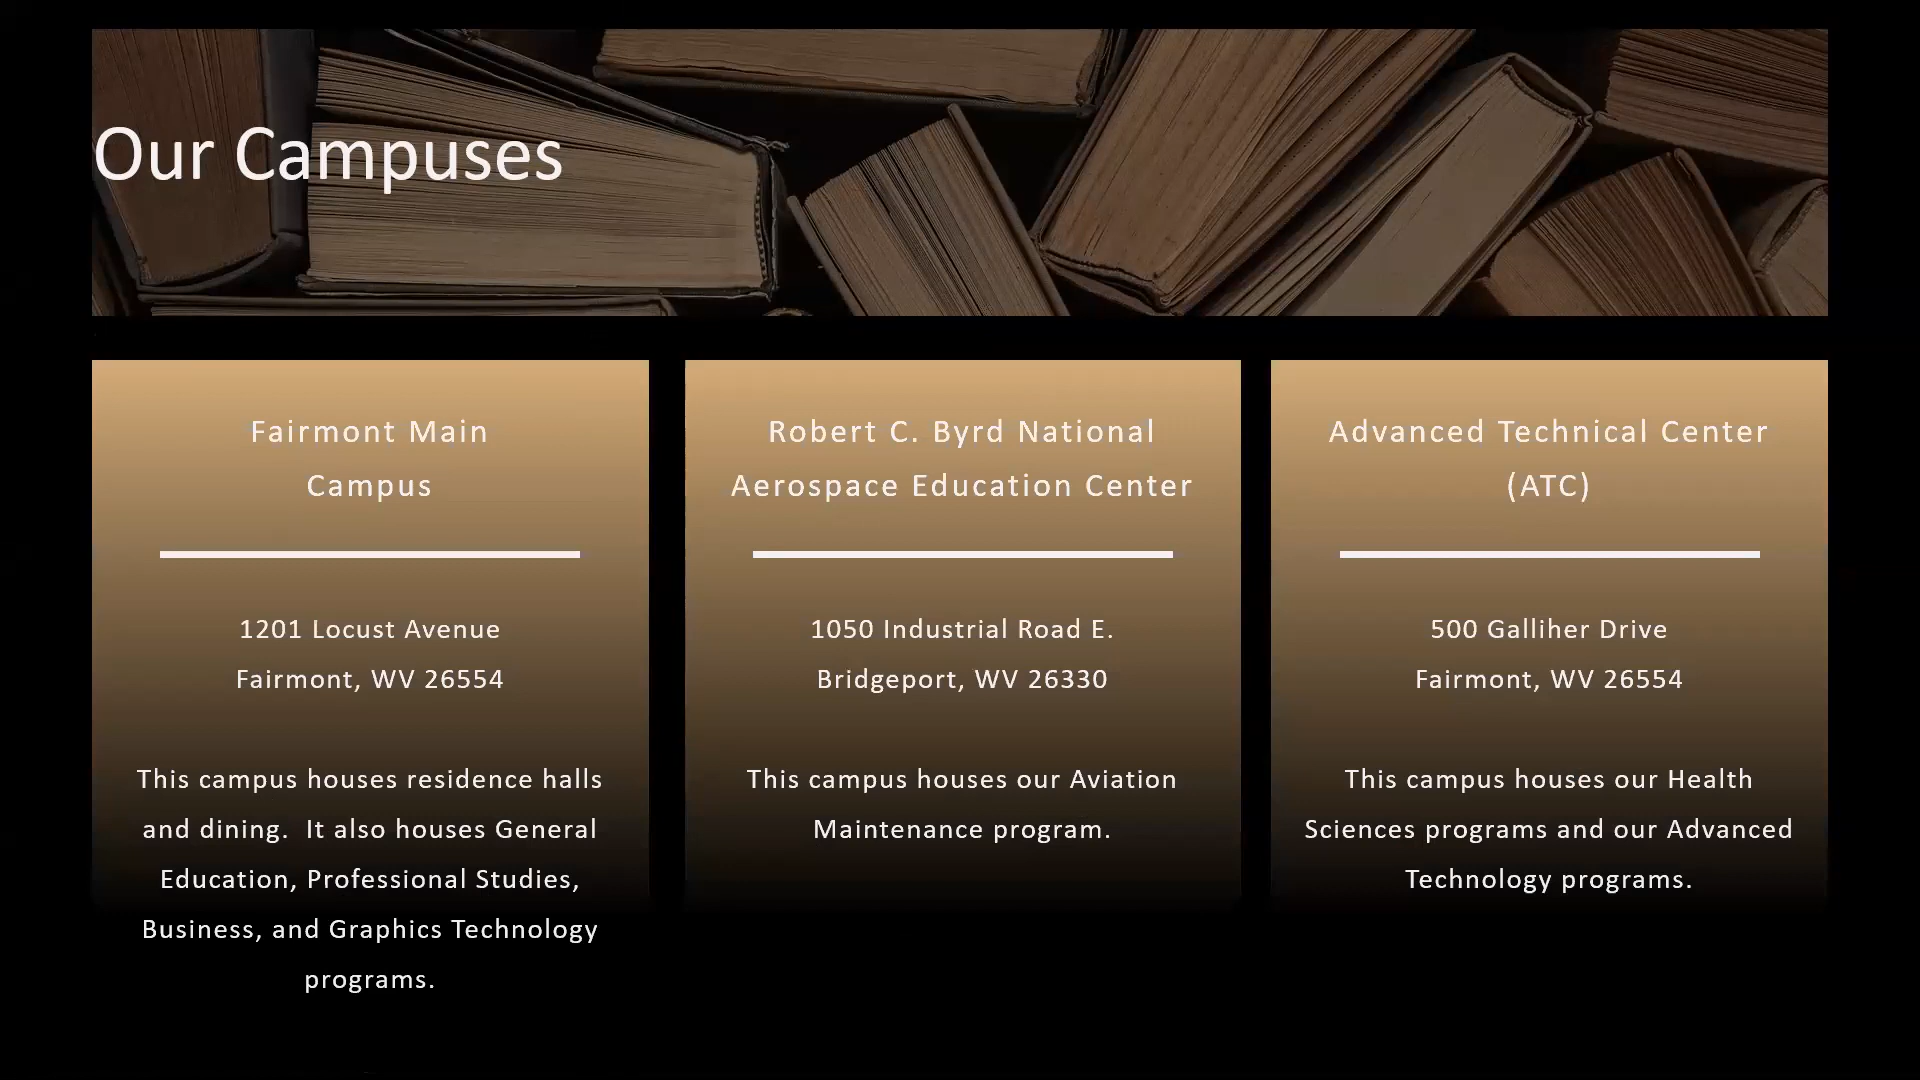 Our Campuses
Fairmont Main
Campus
1201 Locust Avenue
Fairmont, WV 26554
This campus houses residence halls
and dining.  It also houses General
Education, Professional Studies,
Business, and Graphics Technology
programs.
Robert C. Byrd National
Aerospace Education Center
1050 Industrial Road E.
Bridgeport, WV 26330
This campus houses our Aviation
Maintenance program.
Advanced Technical Center
(ATC)
500 Galliher Drive
Fairmont, WV 26554
This campus houses our Health
Sciences programs and our Advanced
Technology programs.